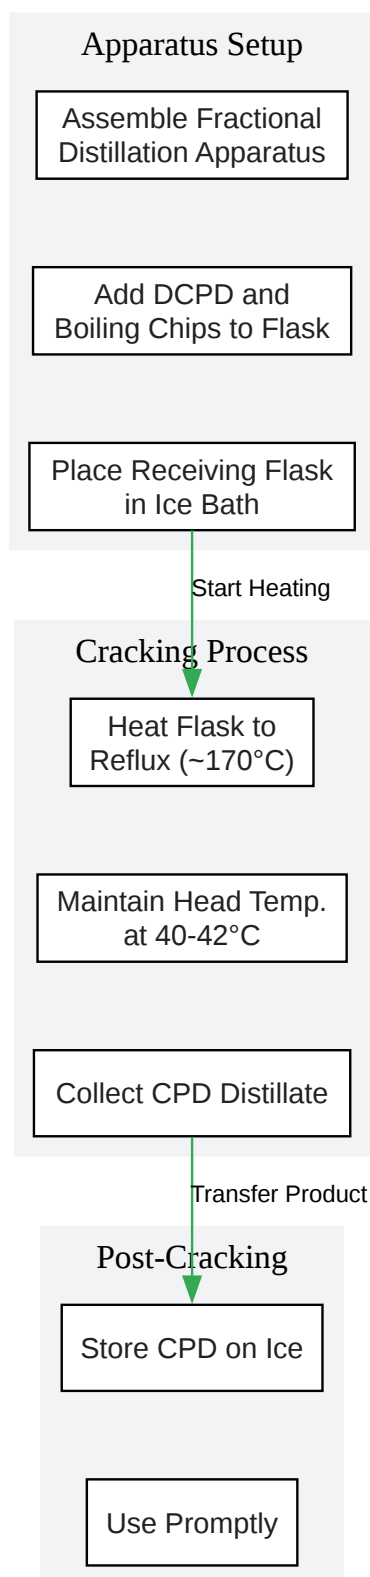 Apparatus Setup
Assemble Fractional
Distillation Apparatus
Add DCPD and
Boiling Chips to Flask
Place Receiving Flask
in Ice Bath
Start Heating
Cracking Process
Heat Flask to
Reflux (~170°C)
Maintain Head Temp.
at 40-42°C
Collect CPD Distillate
Transfer Product
Post-Cracking
Store CPD on Ice
Use Promptly